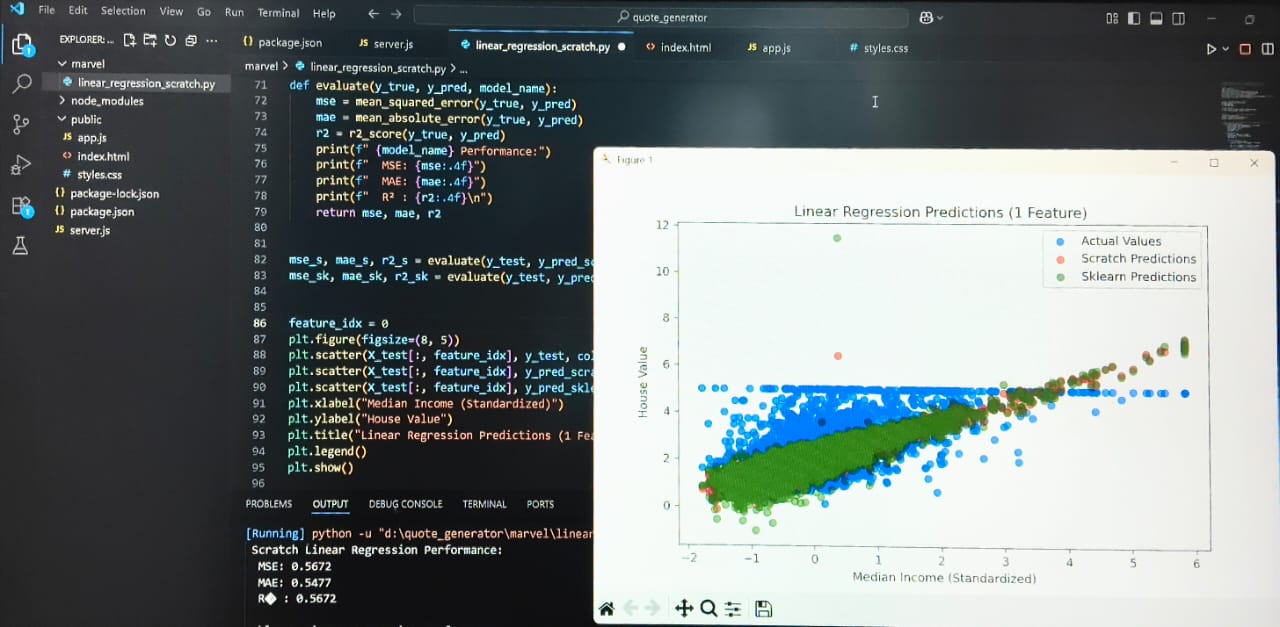 File Edit Selection View Go Run Terminal Help
quote_generator
EXPLORER: ...
package.json
server.js
linear_regression_scratch.py
index.html
app.js
styles.css
marvel
linear_regression_scratch.py
node_modules
public
app.js
index.html
styles.css
package-lock.json
package.json
server.js
marvel > linear_regression_scratch.py > ...
71 def evaluate(y_true, y_pred, model_name):
72 mse = mean_squared_error(y_true, y_pred)
73 mae = mean_absolute_error(y_true, y_pred)
74 r2 = r2_score(y_true, y_pred)
75 print(f" {model_name} Performance:")
76 print(f" MSE: {mse:.4f}")
77 print(f" MAE: {mae:.4f}")
78 print(f" R² : {r2:.4f}\n")
79 return mse, mae, r2
80
81
82 mse_s, mae_s, r2_s = evaluate(y_test, y_pred_sc
83 mse_sk, mae_sk, r2_sk = evaluate(y_test, y_pre
84
85
86 feature_idx = 0
87 plt.figure(figsize=(8, 5))
88 plt.scatter(X_test[:, feature_idx], y_test, col
89 plt.scatter(X_test[:, feature_idx], y_pred_scra
90 plt.scatter(X_test[:, feature_idx], y_pred_skle
91 plt.xlabel("Median Income (Standardized)")
92 plt.ylabel("House Value")
93 plt.title("Linear Regression Predictions (1 Fea
94 plt.legend()
95 plt.show()
96
PROBLEMS OUTPUT DEBUG CONSOLE TERMINAL PORTS
[Running] python -u "d:\quote_generator\marvel\linear
Scratch Linear Regression Performance:
MSE: 0.5672
MAE: 0.5477
R� : 0.5672
Figure 1
Linear Regression Predictions (1 Feature)
Actual Values
Scratch Predictions
Sklearn Predictions
12
10
8
6
4
2
0
House Value
−2 −1 0 1 2 3 4 5 6
Median Income (Standardized)